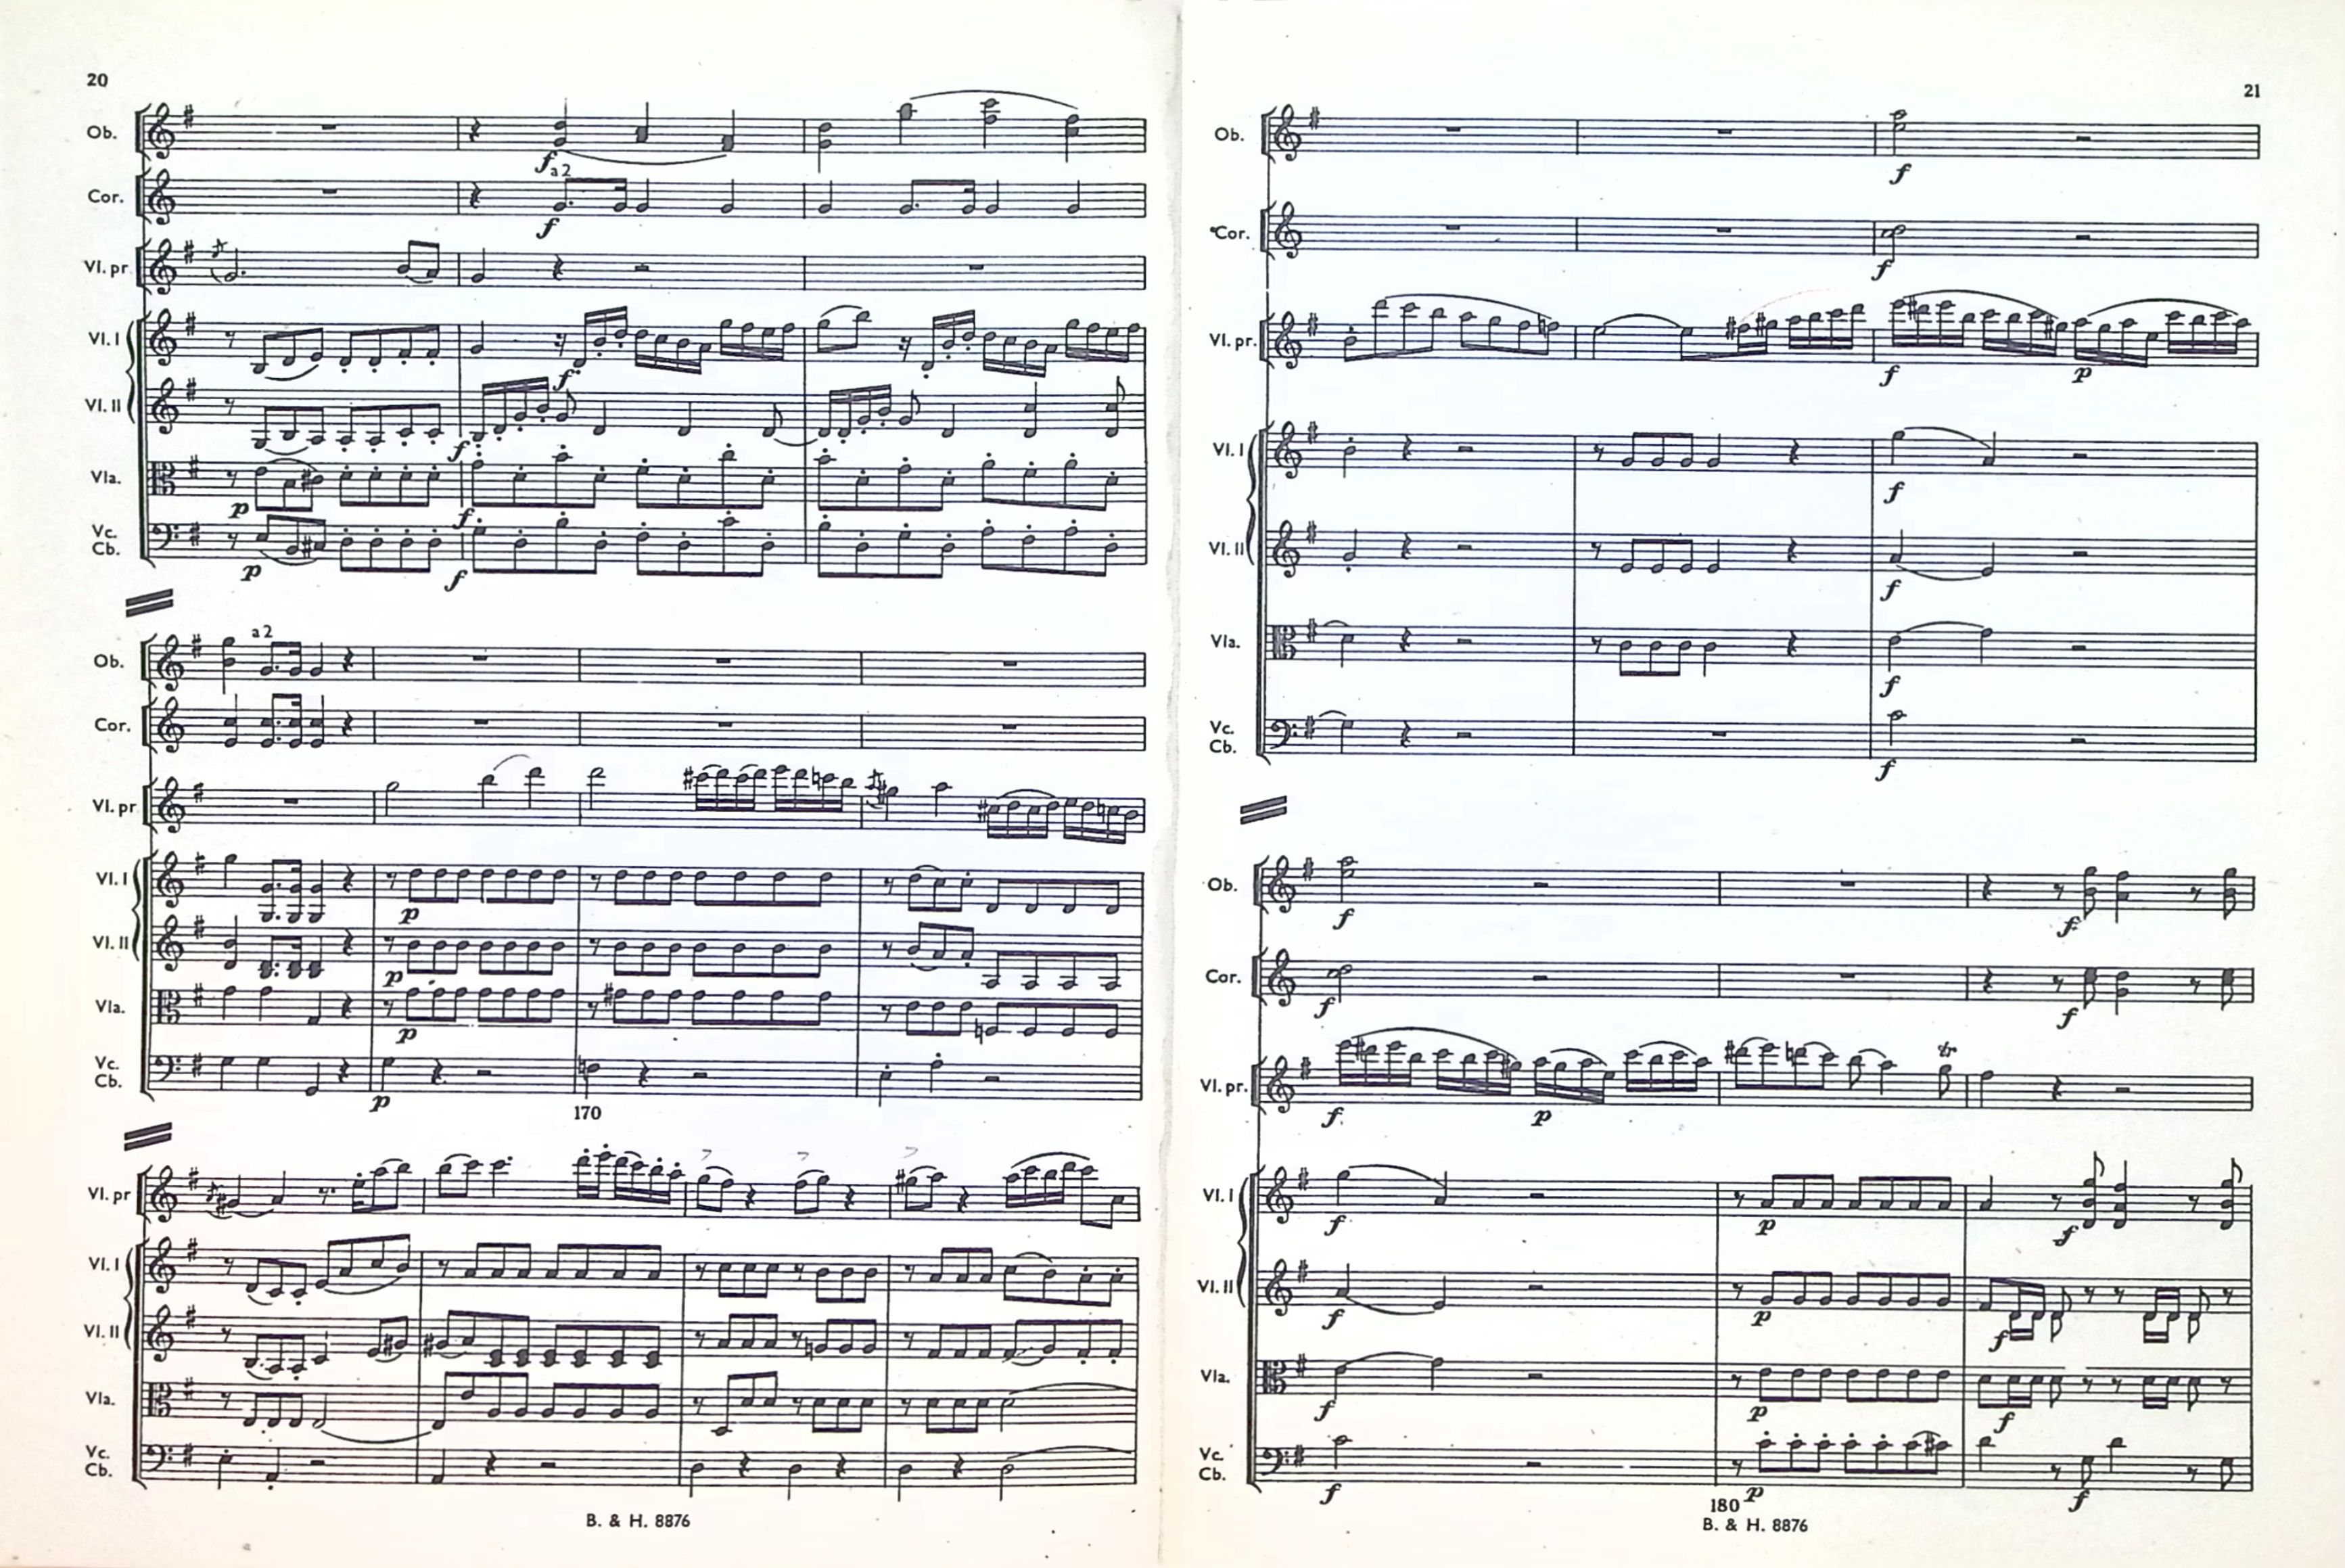 20
Ob.
f a2
Cor.
f
Vl. pr
Vl. I
f
Vl. II
f
Vla.
p f
Vc.
Cb.
p f
a2
Ob.
Cor.
Vl. pr
Vl. I
p
Vl. II
p
Vla.
p
Vc.
Cb.
p
170
Vl. pr
Vl. I
Vl. II
Vla.
Vc.
Cb.
B. & H. 8876
21
Ob.
f
Cor.
f
Vl. pr.
f p
Vl. I
f
Vl. II
f
Vla.
f
Vc.
Cb.
f
Ob.
f f
Cor.
f f
tr
Vl. pr.
f p
Vl. I
f p f
Vl. II
f p f
Vla.
f p f
Vc.
Cb.
f p f
180
B. & H. 8876